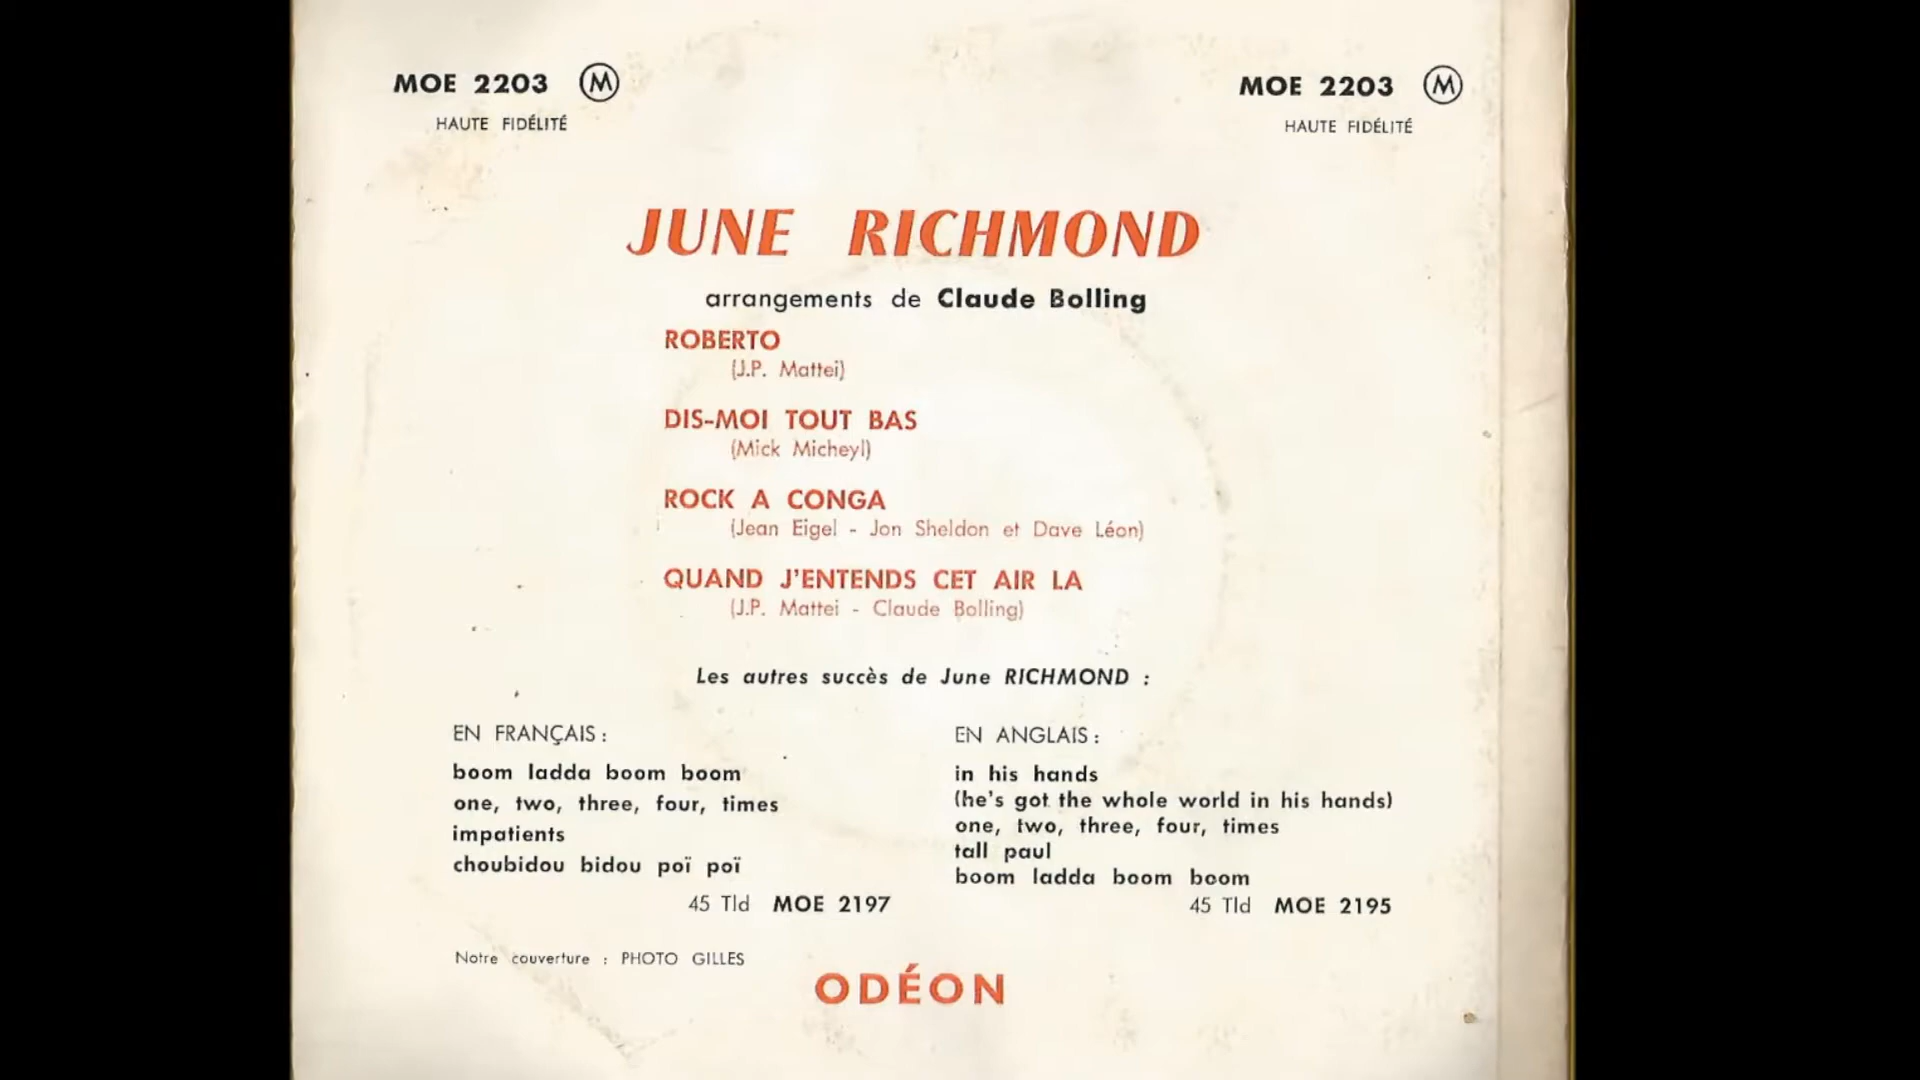 MOE 2203 M
HAUTE FIDÉLITÉ
MOE 2203 M
HAUTE FIDÉLITÉ
JUNE RICHMOND
arrangements de Claude Bolling
ROBERTO
(J.P. Mattei)
DIS-MOI TOUT BAS
(Mick Micheyl)
ROCK A CONGA
(Jean Eigel - Jon Sheldon et Dave Léon)
QUAND J'ENTENDS CET AIR LA
(J.P. Mattei - Claude Bolling)
Les autres succès de June RICHMOND :
EN FRANÇAIS :
boom ladda boom boom
one, two, three, four, times
impatients
choubidou bidou poï poï
45 Tld MOE 2197
EN ANGLAIS :
in his hands
(he's got the whole world in his hands)
one, two, three, four, times
tall paul
boom ladda boom boom
45 Tld MOE 2195
Notre couverture : PHOTO GILLES
ODÉON